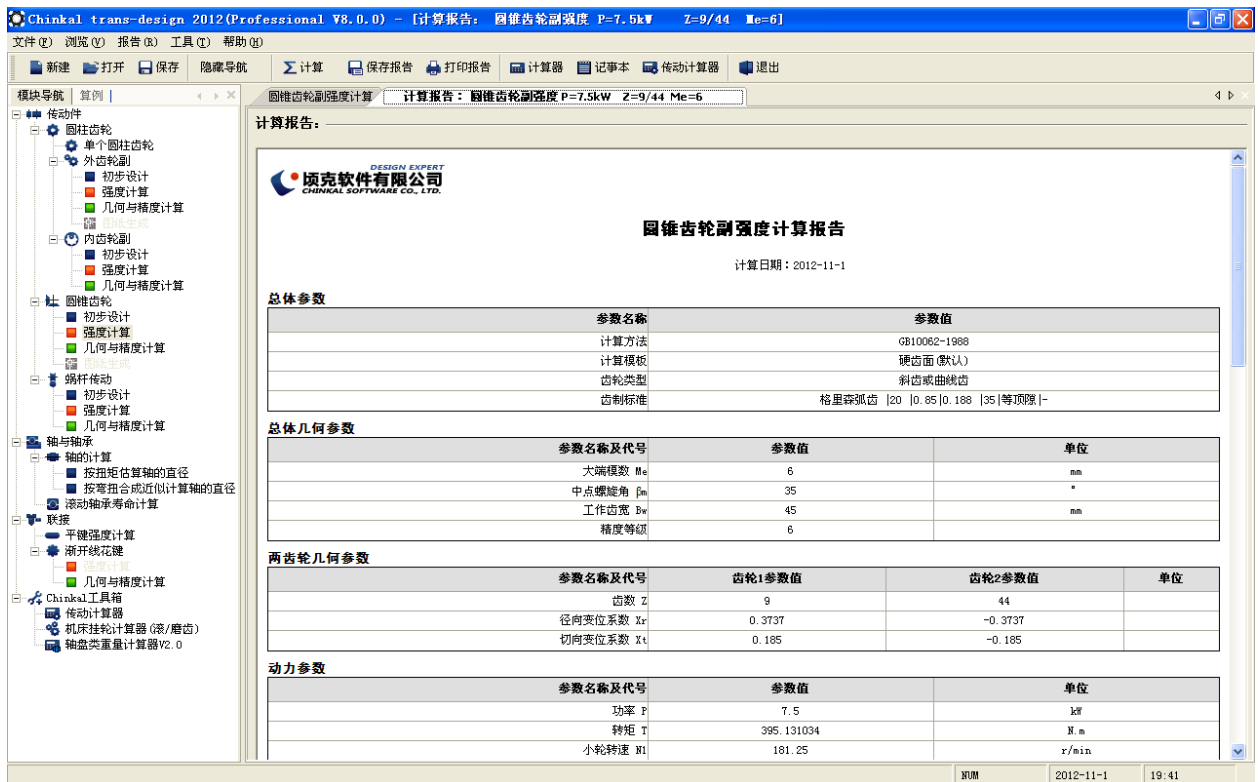 Chinkal trans-design 2012(Professional V8.0.0) - [计算报告: 圆锥齿轮副强度 P=7.5kW Z=9/44 Me=6]
文件(F) 浏览(V) 报告(R) 工具(T) 帮助(H)
新建 打开 保存 隐藏导航 Σ计算 保存报告 打印报告 计算器 记事本 传动计算器 退出
模块导航 算例
圆锥齿轮副强度计算 计算报告: 圆锥齿轮副强度 P=7.5kW Z=9/44 Me=6
传动件
圆柱齿轮
单个圆柱齿轮
外齿轮副
初步设计
强度计算
几何与精度计算
图纸生成
内齿轮副
初步设计
强度计算
几何与精度计算
圆锥齿轮
初步设计
强度计算
几何与精度计算
图纸生成
蜗杆传动
初步设计
强度计算
几何与精度计算
轴与轴承
轴的计算
按扭矩估算轴的直径
按弯扭合成近似计算轴的直径
滚动轴承寿命计算
联接
平键强度计算
渐开线花键
强度计算
几何与精度计算
Chinkal工具箱
传动计算器
机床挂轮计算器(滚/磨齿)
轴盘类重量计算器V2.0
计算报告:
DESIGN EXPERT
顷克软件有限公司
CHINKAL SOFTWARE CO., LTD.
圆锥齿轮副强度计算报告
计算日期:2012-11-1
总体参数
参数名称 参数值
计算方法 GB10062-1988
计算模板 硬齿面(默认)
齿轮类型 斜齿或曲线齿
齿制标准 格里森弧齿 |20 |0.85|0.188 |35|等顶隙|-
总体几何参数
参数名称及代号 参数值 单位
大端模数 Me 6 mm
中点螺旋角 βm 35 °
工作齿宽 Bw 45 mm
精度等级 6
两齿轮几何参数
参数名称及代号 齿轮1参数值 齿轮2参数值 单位
齿数 Z 9 44
径向变位系数 Xr 0.3737 -0.3737
切向变位系数 Xt 0.185 -0.185
动力参数
参数名称及代号 参数值 单位
功率 P 7.5 kW
转矩 T 395.131034 N.m
小轮转速 N1 181.25 r/min
NUM 2012-11-1 19:41